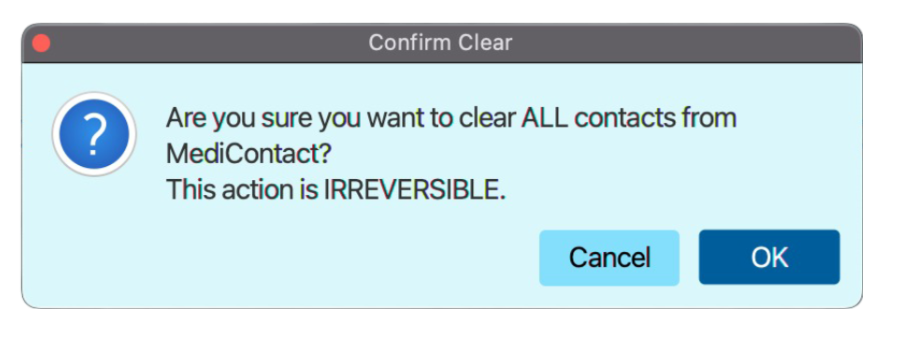 Confirm Clear
?
Are you sure you want to clear ALL contacts from
MediContact?
This action is IRREVERSIBLE.
Cancel OK